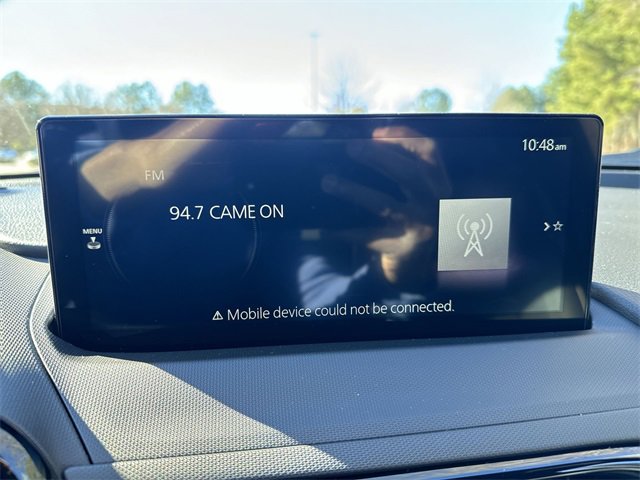 10:48am
FM
94.7 CAME ON
MENU
Mobile device could not be connected.